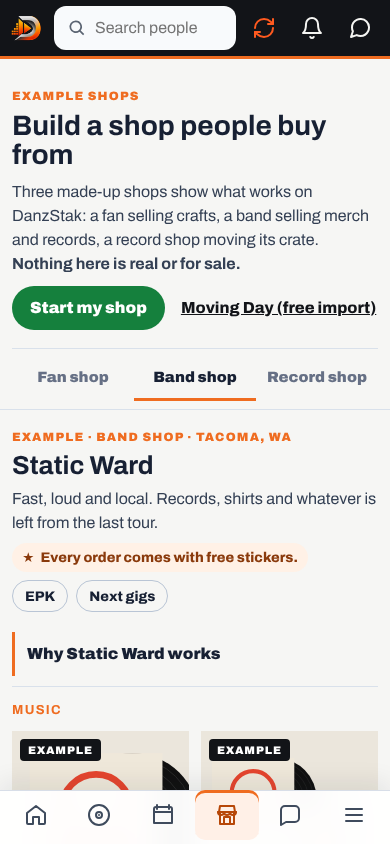 Search people
EXAMPLE SHOPS
Build a shop people buy
from
Three made-up shops show what works on
DanzStak: a fan selling crafts, a band selling merch
and records, a record shop moving its crate.
Nothing here is real or for sale.
Start my shop
Moving Day (free import)
Fan shop
Band shop
Record shop
EXAMPLE · BAND SHOP · TACOMA, WA
Static Ward
Fast, loud and local. Records, shirts and whatever is
left from the last tour.
★ Every order comes with free stickers.
EPK
Next gigs
Why Static Ward works
MUSIC
EXAMPLE
EXAMPLE